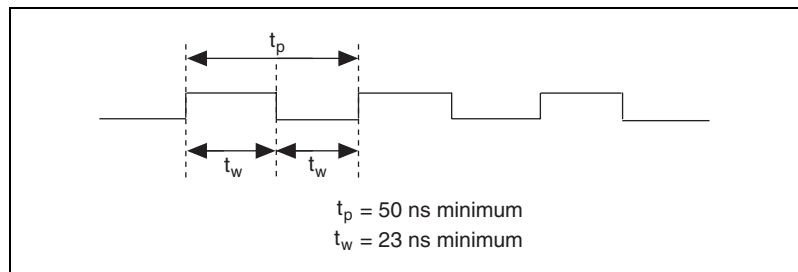 tp
tw tw
tp = 50 ns minimum
tw = 23 ns minimum